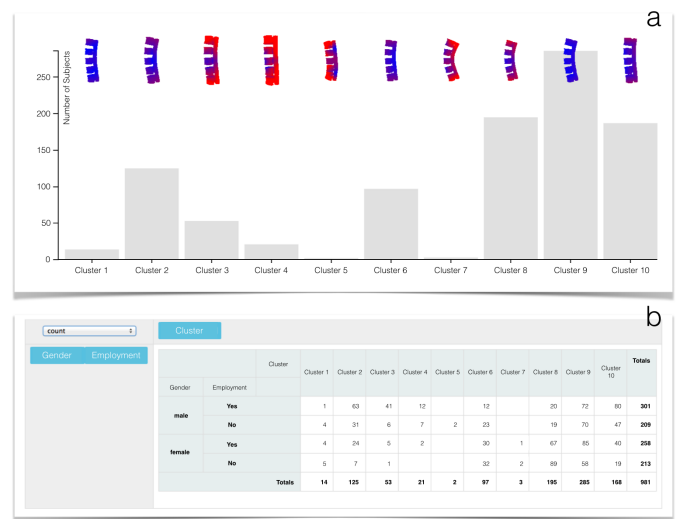 a
Number of Subjects
250
200
150
100
50
0
Cluster 1 Cluster 2 Cluster 3 Cluster 4 Cluster 5 Cluster 6 Cluster 7 Cluster 8 Cluster 9 Cluster 10
b
count
Cluster
Gender Employment
Cluster Cluster 1 Cluster 2 Cluster 3 Cluster 4 Cluster 5 Cluster 6 Cluster 7 Cluster 8 Cluster 9 Cluster 10 Totals
Gender Employment
male Yes 1 63 41 12 12 20 72 80 301
No 4 31 6 7 2 23 19 70 47 209
female Yes 4 24 5 2 30 1 67 85 40 258
No 5 7 1 32 2 89 58 19 213
Totals 14 125 53 21 2 97 3 195 285 168 981